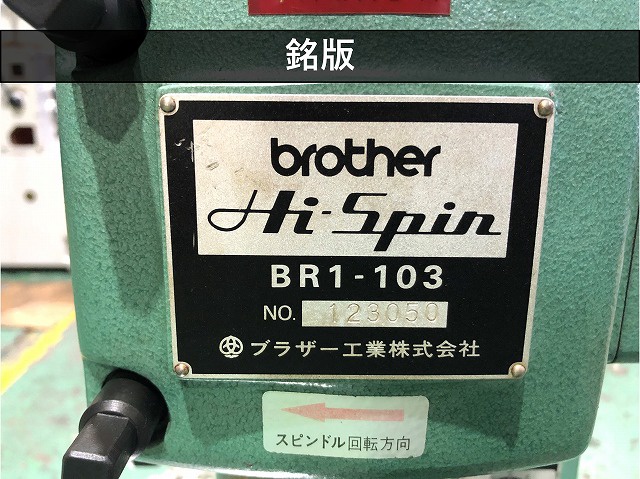 銘版
brother
Hi-Spin
BR1-103
NO. 123050
ブラザー工業株式会社
スピンドル回転方向